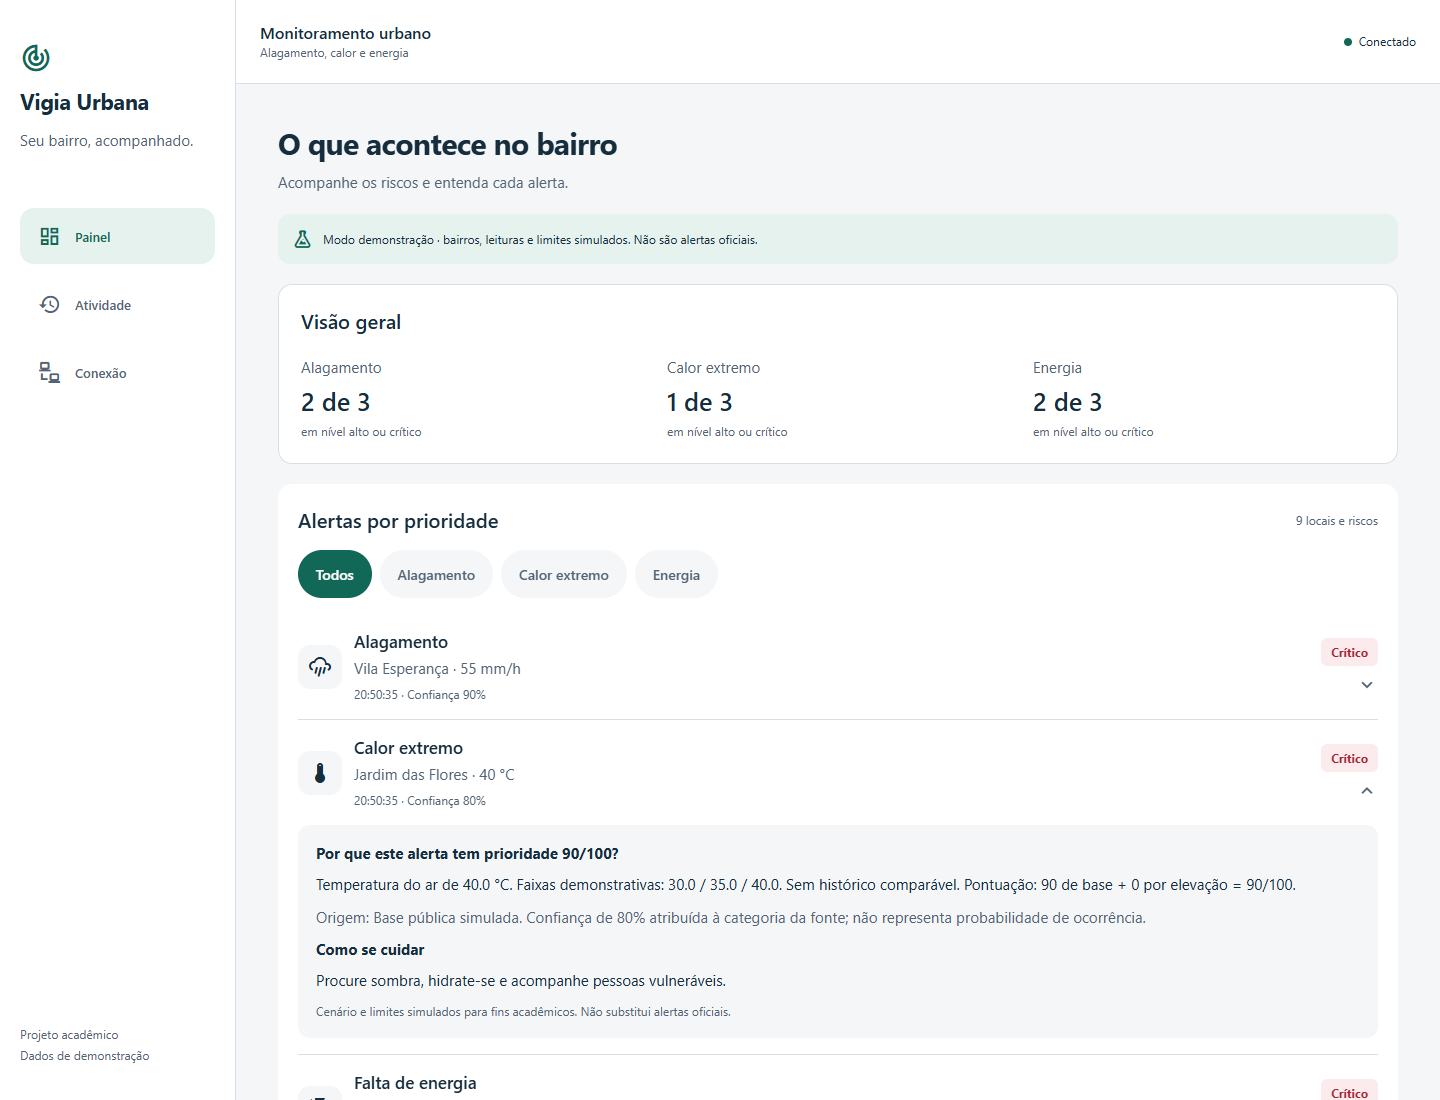 Vigia Urbana
Seu bairro, acompanhado.
Painel
Atividade
Conexão
Projeto acadêmico
Dados de demonstração
Monitoramento urbano
Alagamento, calor e energia
Conectado
O que acontece no bairro
Acompanhe os riscos e entenda cada alerta.
Modo demonstração · bairros, leituras e limites simulados. Não são alertas oficiais.
Visão geral
Alagamento
2 de 3
em nível alto ou crítico
Calor extremo
1 de 3
em nível alto ou crítico
Energia
2 de 3
em nível alto ou crítico
Alertas por prioridade
9 locais e riscos
Todos
Alagamento
Calor extremo
Energia
Alagamento
Vila Esperança · 55 mm/h
20:50:35 · Confiança 90%
Crítico
Calor extremo
Jardim das Flores · 40 °C
20:50:35 · Confiança 80%
Crítico
Por que este alerta tem prioridade 90/100?
Temperatura do ar de 40.0 °C. Faixas demonstrativas: 30.0 / 35.0 / 40.0. Sem histórico comparável. Pontuação: 90 de base + 0 por elevação = 90/100.
Origem: Base pública simulada. Confiança de 80% atribuída à categoria da fonte; não representa probabilidade de ocorrência.
Como se cuidar
Procure sombra, hidrate-se e acompanhe pessoas vulneráveis.
Cenário e limites simulados para fins acadêmicos. Não substitui alertas oficiais.
Falta de energia
Crítico